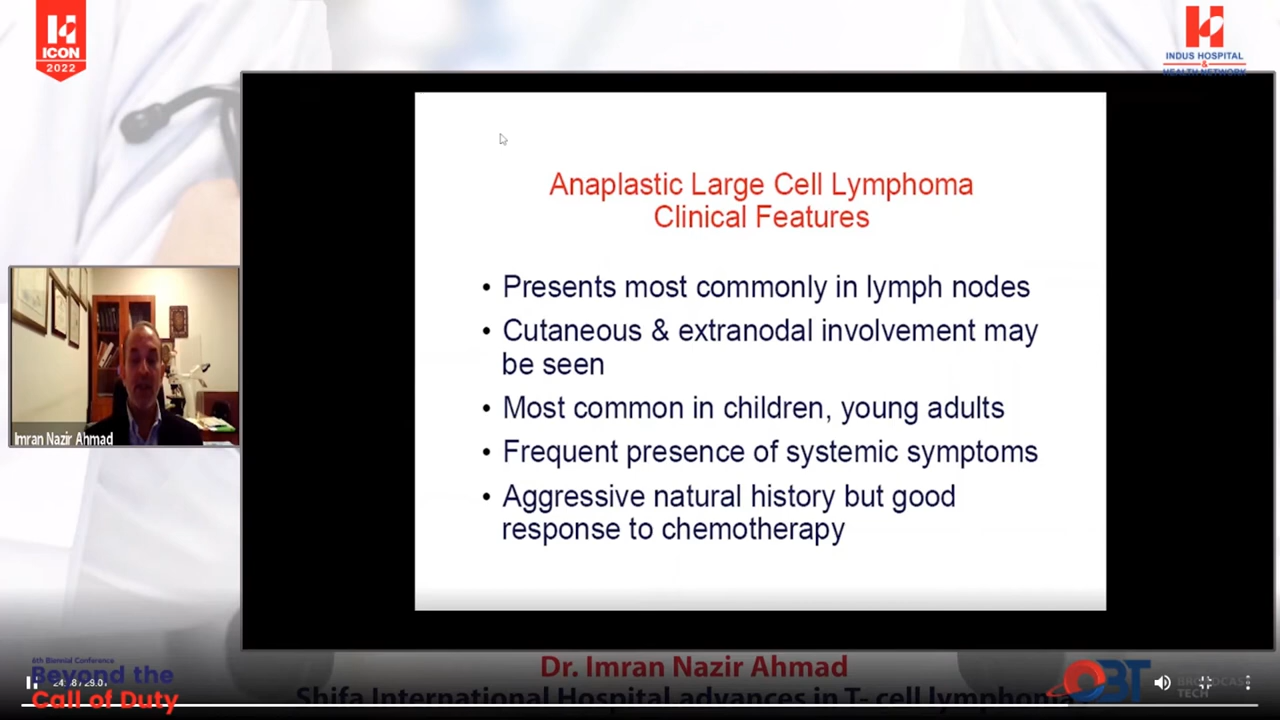 ICON
2022
INDUS HOSPITAL
&
HEALTH NETWORK
Anaplastic Large Cell Lymphoma
Clinical Features
• Presents most commonly in lymph nodes
• Cutaneous & extranodal involvement may
be seen
• Most common in children, young adults
• Frequent presence of systemic symptoms
• Aggressive natural history but good
response to chemotherapy
Imran Nazir Ahmad
6th Biennial Conference
Beyond the
Call of Duty
Dr. Imran Nazir Ahmad
Shifa International Hospital advances in T- cell lymphoma
OBT
BROADCAST
TECH